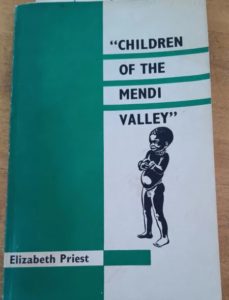 "CHILDREN
OF THE
MENDI
VALLEY"
Elizabeth Priest